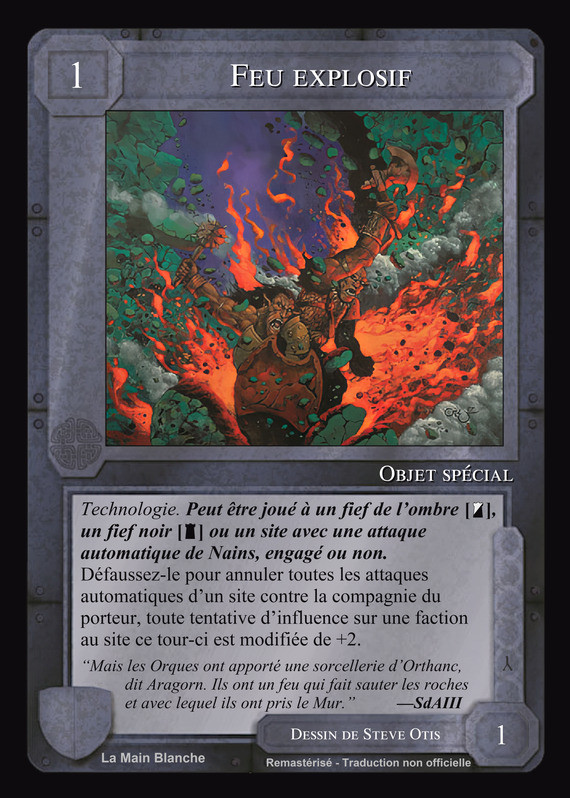 1
FEU EXPLOSIF
OBJET SPÉCIAL
Technologie. Peut être joué à un fief de l'ombre [],
un fief noir [] ou un site avec une attaque
automatique de Nains, engagé ou non.
Défaussez-le pour annuler toutes les attaques
automatiques d'un site contre la compagnie du
porteur, toute tentative d'influence sur une faction
au site ce tour-ci est modifiée de +2.
“Mais les Orques ont apporté une sorcellerie d'Orthanc,
dit Aragorn. Ils ont un feu qui fait sauter les roches
et avec lequel ils ont pris le Mur.” —SdAIII
DESSIN DE STEVE OTIS
1
La Main Blanche
Remastérisé - Traduction non officielle